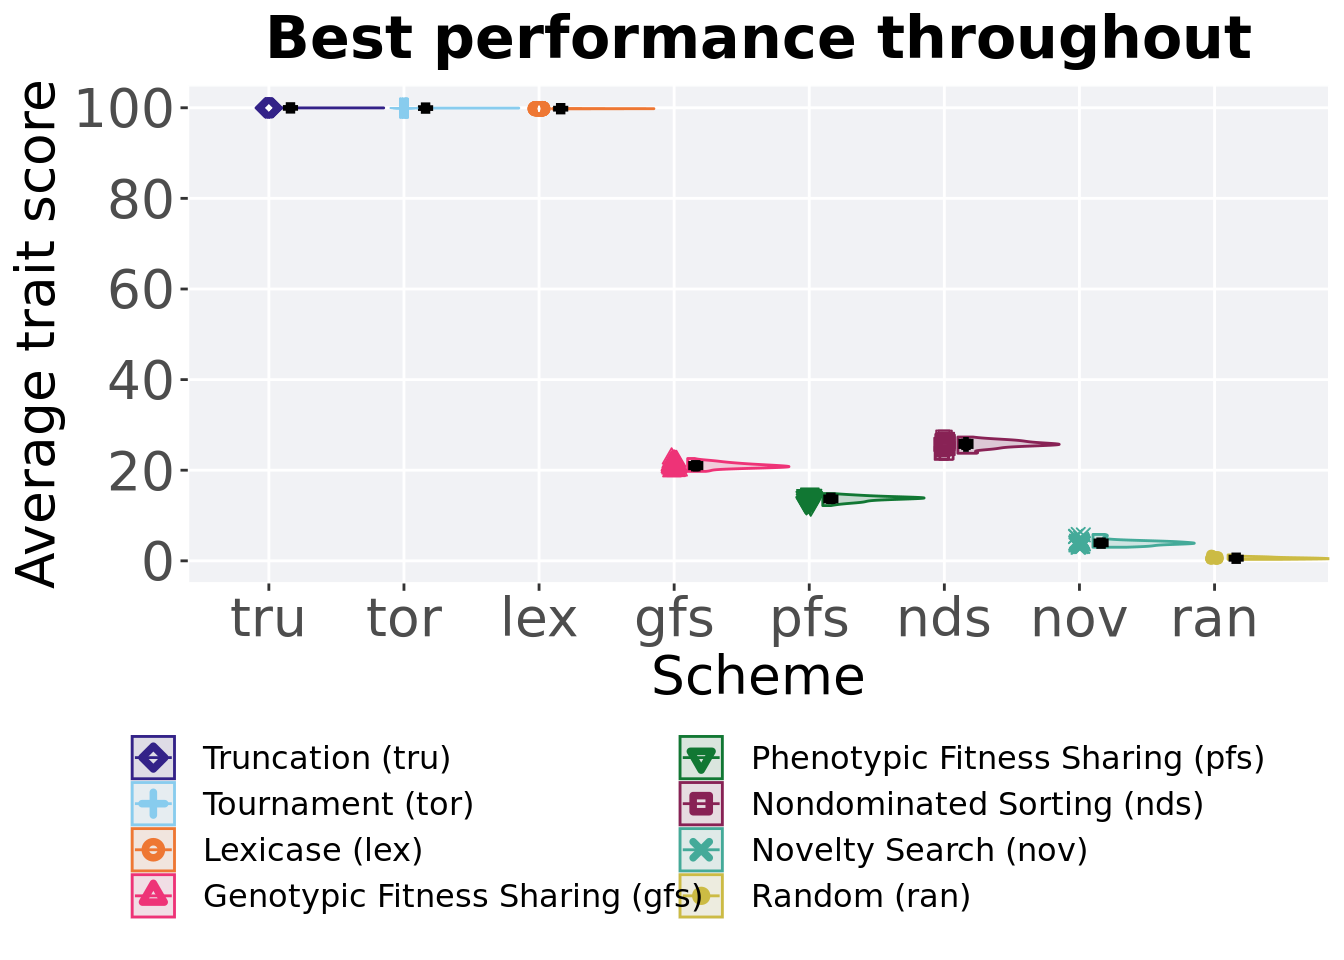 Best performance throughout
Average trait score
100
80
60
40
20
0
tru tor lex gfs pfs nds nov ran
Scheme
Truncation (tru)
Tournament (tor)
Lexicase (lex)
Genotypic Fitness Sharing (gfs)
Phenotypic Fitness Sharing (pfs)
Nondominated Sorting (nds)
Novelty Search (nov)
Random (ran)